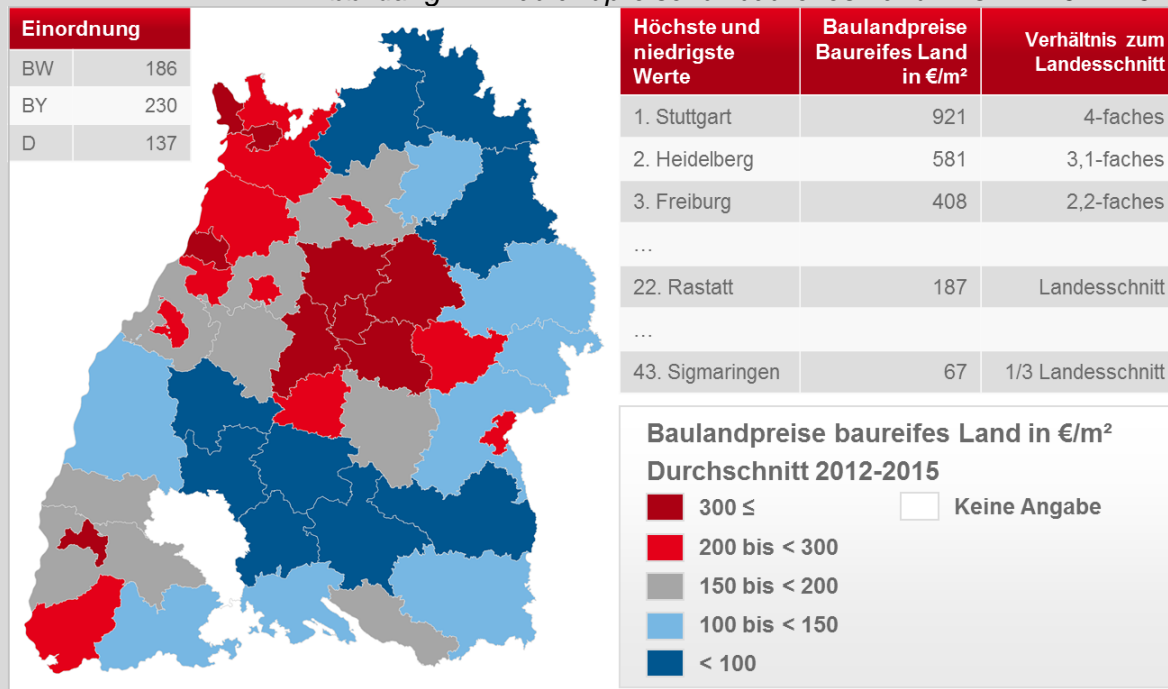 Einordnung
BW 186
BY 230
D 137
Höchste und niedrigste Werte
Baulandpreise Baureifes Land in €/m²
Verhältnis zum Landesschnitt
1. Stuttgart 921 4-faches
2. Heidelberg 581 3,1-faches
3. Freiburg 408 2,2-faches
…
22. Rastatt 187 Landesschnitt
…
43. Sigmaringen 67 1/3 Landesschnitt
Baulandpreise baureifes Land in €/m²
Durchschnitt 2012-2015
300 ≤
Keine Angabe
200 bis < 300
150 bis < 200
100 bis < 150
< 100